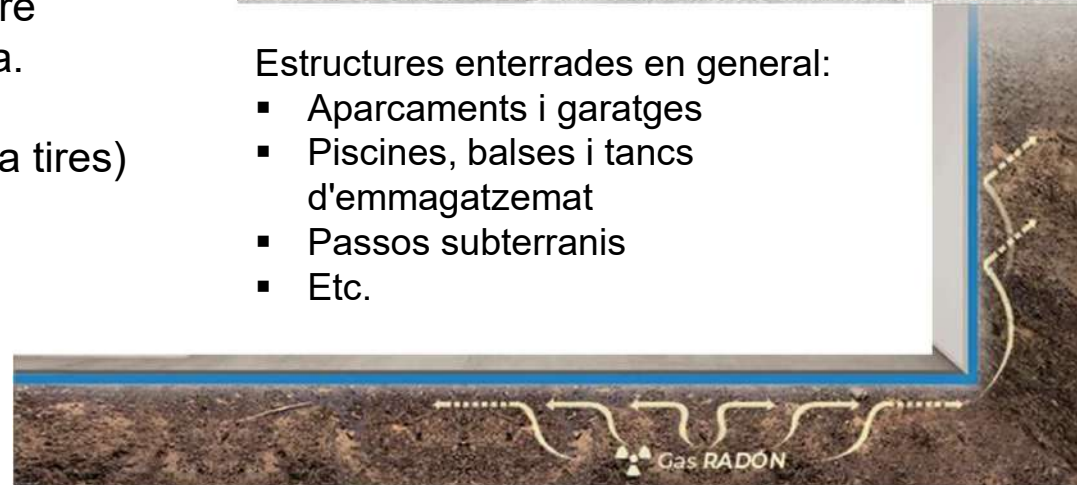 re
a.
a tires)
Estructures enterrades en general:
▪ Aparcaments i garatges
▪ Piscines, balses i tancs
d'emmagatzemat
▪ Passos subterranis
▪ Etc.
Gas RADÓN